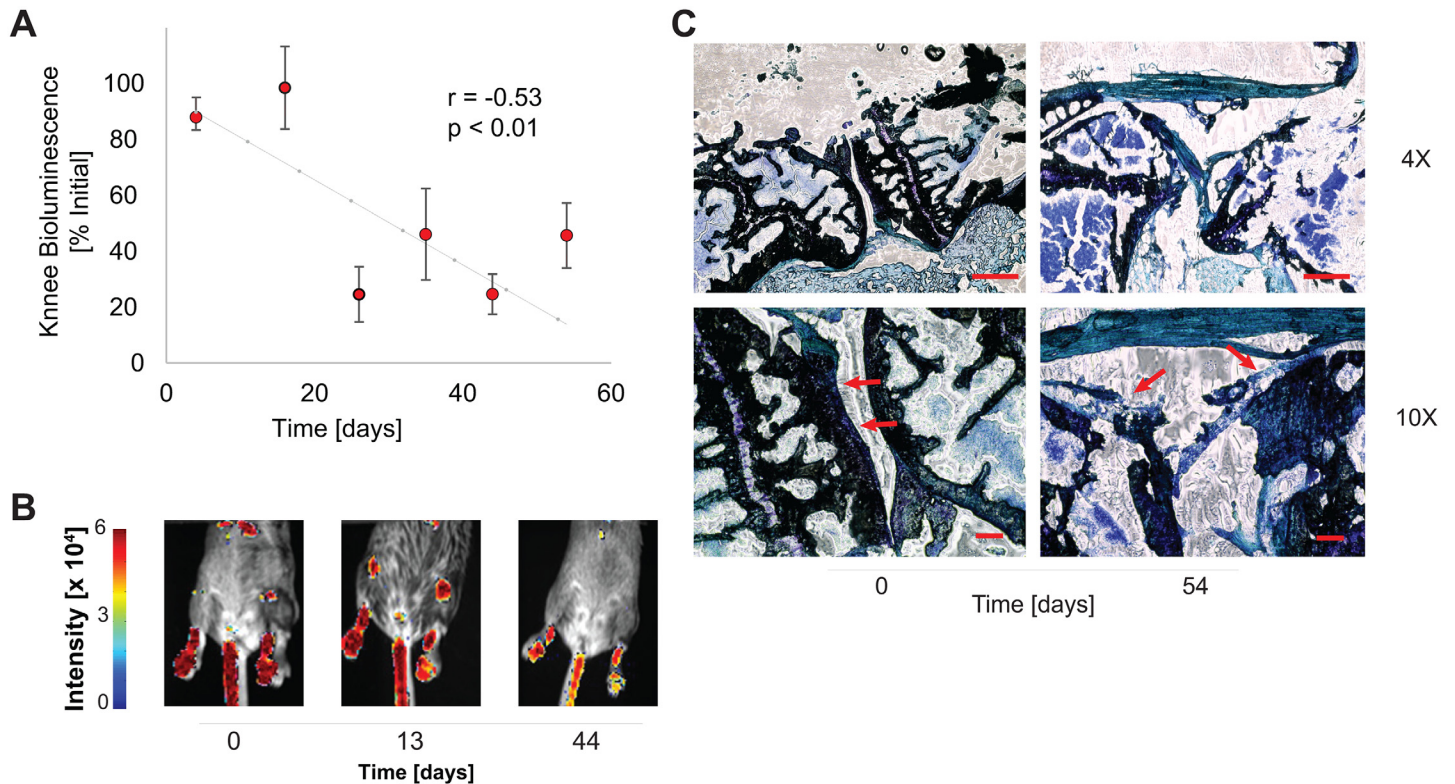 A
Knnee Bioluminescence
[% Initial]
100
80
60
40
20
0
r = -0.53
p < 0.01
0
20
40
60
Time [days]
B
Intensity [x 10⁴]
6
3
0
0
13
44
Time [days]
C
4X
10X
0
54
Time [days]